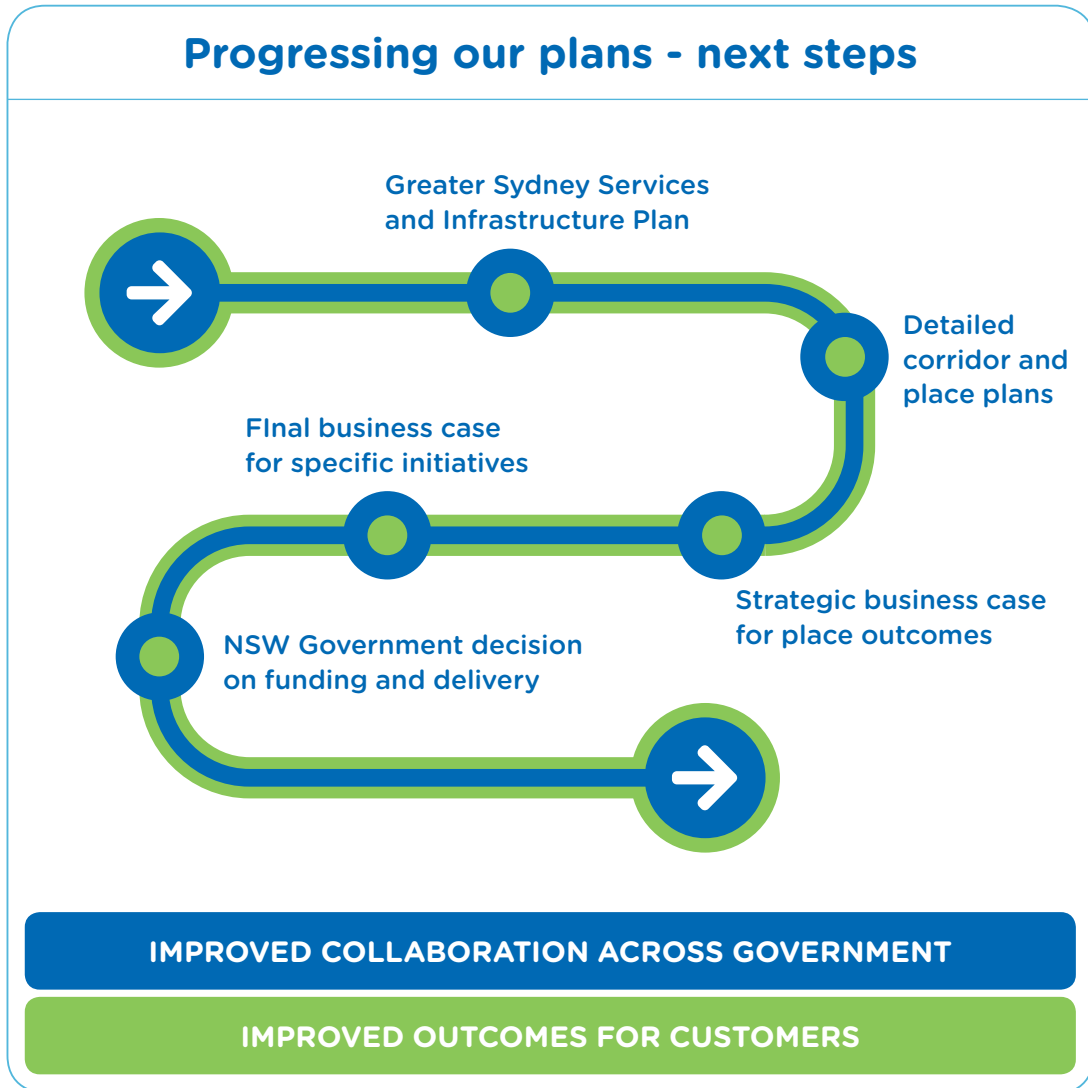 Progressing our plans - next steps
Greater Sydney Services
and Infrastructure Plan
Detailed
corridor and
place plans
FInal business case
for specific initiatives
Strategic business case
for place outcomes
NSW Government decision
on funding and delivery
IMPROVED COLLABORATION ACROSS GOVERNMENT
IMPROVED OUTCOMES FOR CUSTOMERS